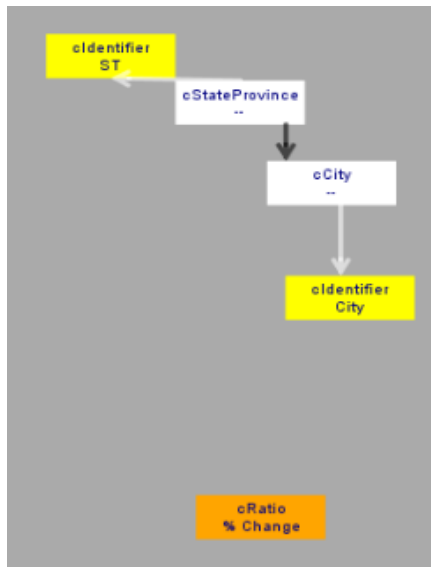 cIdentifier
ST
cStateProvince
--
cCity
--
cIdentifier
City
cRatio
% Change